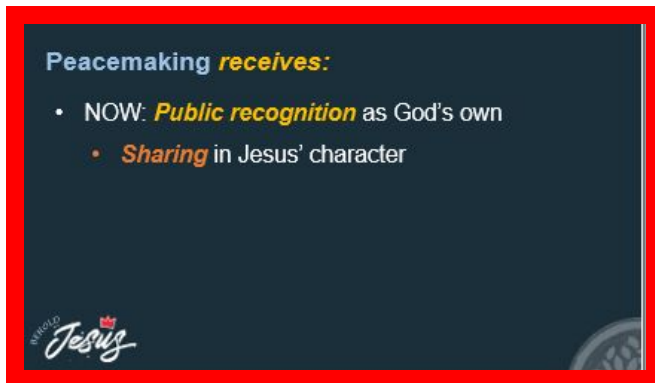 Peacemaking receives:
• NOW: Public recognition as God's own
• Sharing in Jesus' character
BEHOLD
Jesus